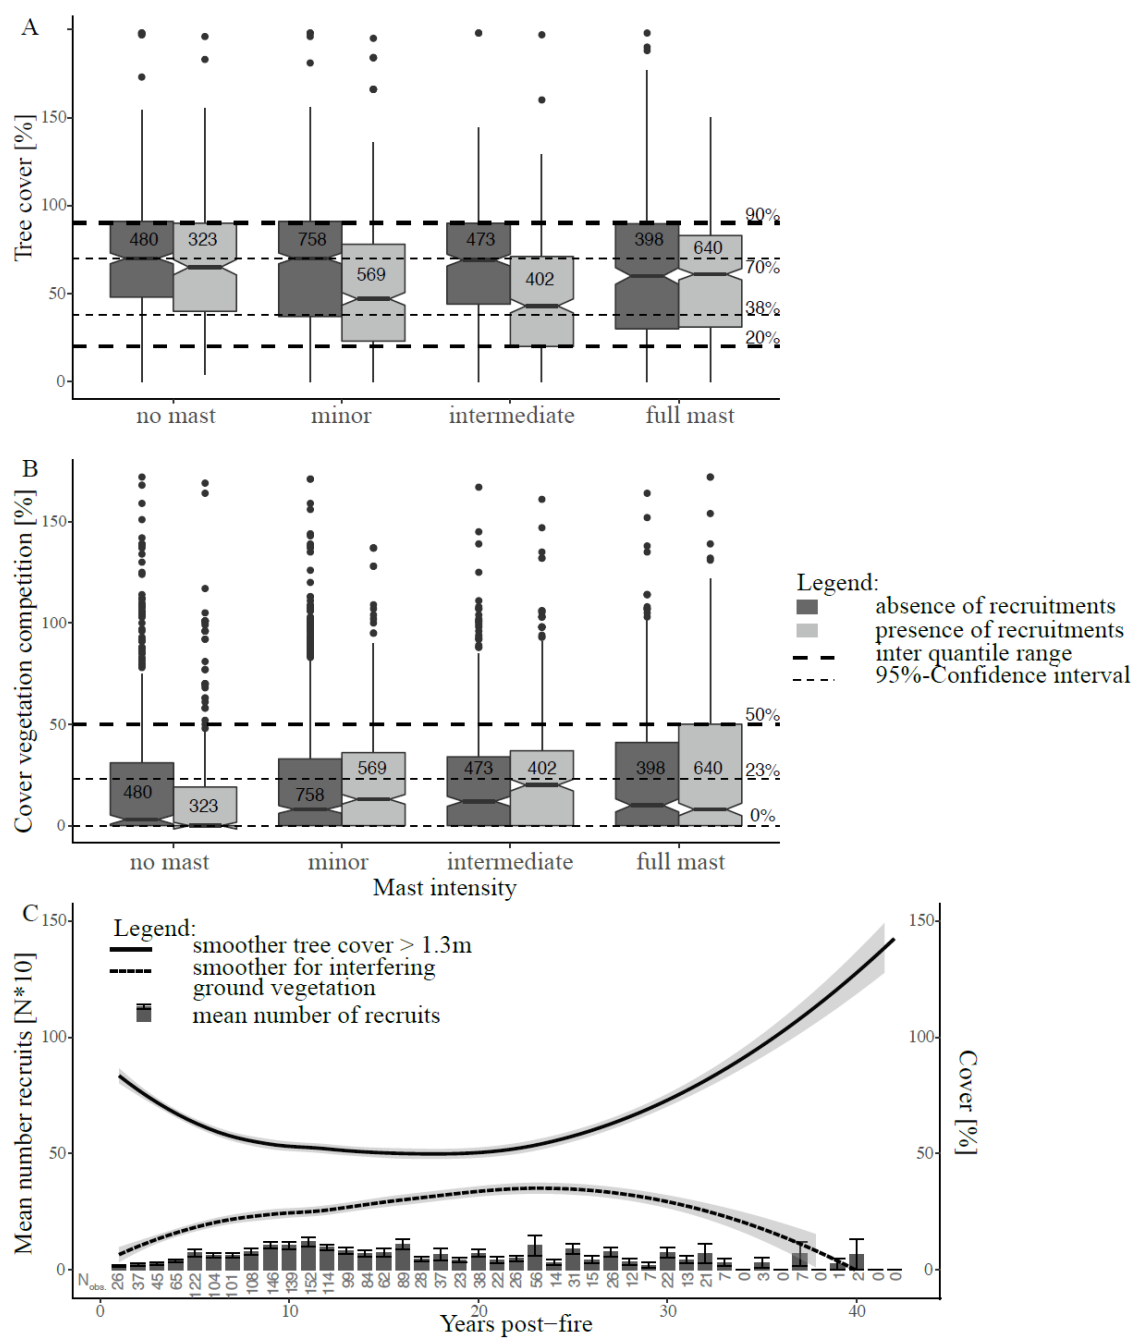 A
Tree cover [%]
150
100
50
0
480
323
758
569
473
402
398
640
90%
70%
38%
20%
no mast
minor
intermediate
full mast
B
Cover vegetation competition [%]
150
100
50
0
480
323
758
569
473
402
398
640
50%
23%
0%
no mast
minor
intermediate
full mast
Mast intensity
Legend:
absence of recruitments
presence of recruitments
inter quantile range
95%-Confidence interval
C
Mean number recruits [N*10]
150
100
50
0
Legend:
smoother tree cover > 1.3m
smoother for interfering
ground vegetation
mean number of recruits
150
100
50
0
Cover [%]
Nobs. 26 37 45 65 122 104 101 108 146 139 152 114 99 84 62 89 28 37 23 38 22 26 56 14 31 15 26 12 7 22 13 21 7 0 3 0 7 0 1 2 0 0
0 10 20 30 40
Years post-fire